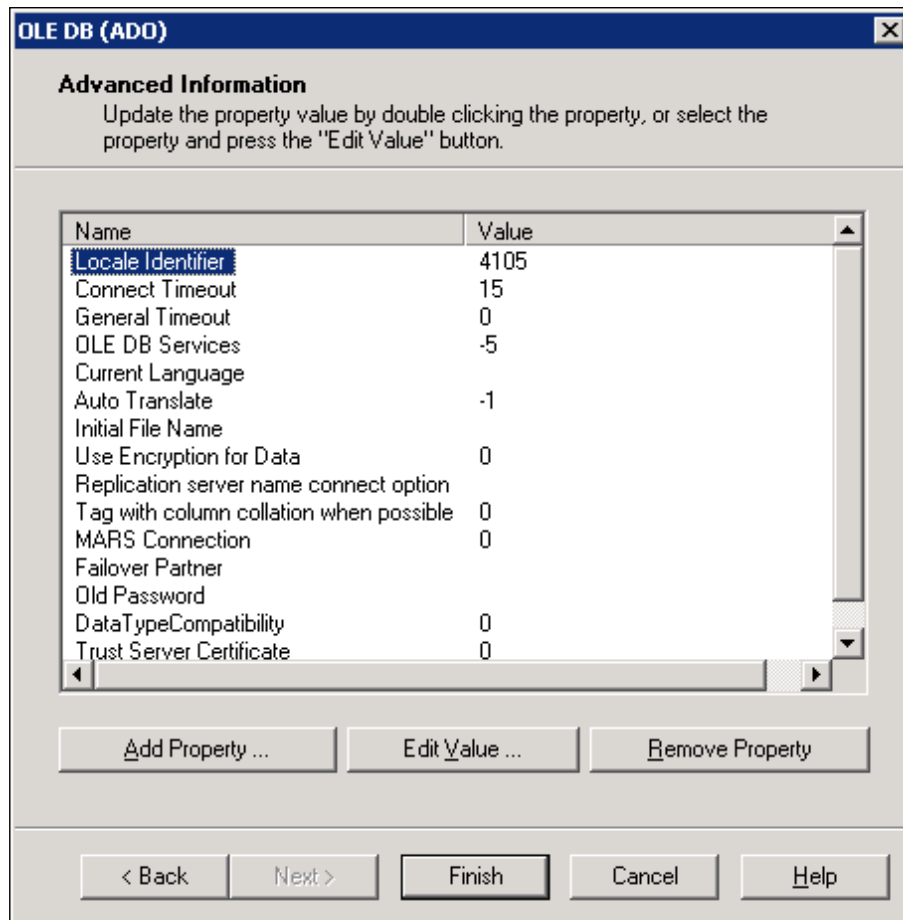 OLE DB (ADO)
Advanced Information
Update the property value by double clicking the property, or select the
property and press the "Edit Value" button.
Name Value
Locale Identifier 4105
Connect Timeout 15
General Timeout 0
OLE DB Services -5
Current Language
Auto Translate -1
Initial File Name
Use Encryption for Data 0
Replication server name connect option
Tag with column collation when possible 0
MARS Connection 0
Failover Partner
Old Password
DataTypeCompatibility 0
Trust Server Certificate 0
Add Property ... Edit Value ... Remove Property
< Back Next > Finish Cancel Help